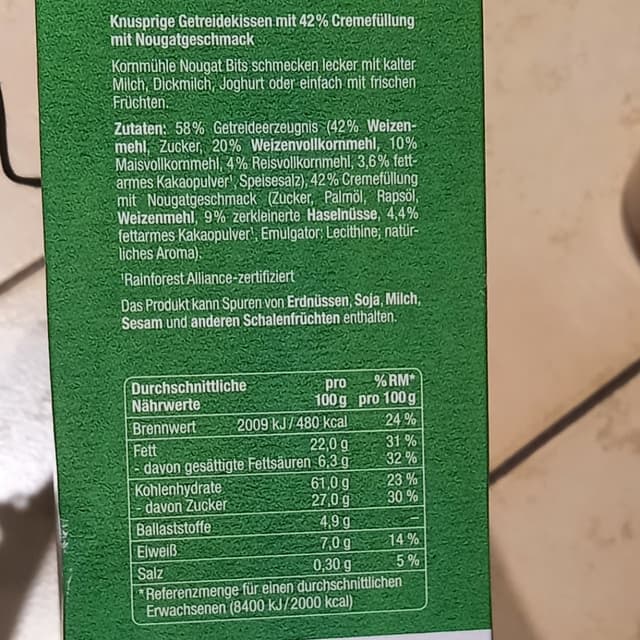 Knusprige Getreidekissen mit 42% Cremefüllung
mit Nougatgeschmack
Kornmühle Nougat Bits schmecken lecker mit kalter
Milch, Dickmilch, Joghurt oder einfach mit frischen
Früchten.
Zutaten: 58% Getreideerzeugnis (42% Weizen-
mehl, Zucker, 20% Weizenvollkornmehl, 10%
Maisvollkornmehl, 4% Reisvollkornmehl, 3,6% fett-
armes Kakaopulver¹, Speisesalz), 42% Cremefüllung
mit Nougatgeschmack (Zucker, Palmöl, Rapsöl,
Weizenmehl, 9% zerkleinerte Haselnüsse, 4,4%
fettarmes Kakaopulver¹, Emulgator: Lecithine; natür-
liches Aroma).
¹Rainforest Alliance-zertifiziert
Das Produkt kann Spuren von Erdnüssen, Soja, Milch,
Sesam und anderen Schalenfrüchten enthalten.
Durchschnittliche pro %RM*
Nährwerte 100g pro 100g
Brennwert 2009 kJ/480 kcal 24%
Fett 22,0 g 31%
- davon gesättigte Fettsäuren 6,3 g 32%
Kohlenhydrate 61,0 g 23%
- davon Zucker 27,0 g 30%
Ballaststoffe 4,9 g –
Eiweiß 7,0 g 14%
Salz 0,30 g 5%
*Referenzmenge für einen durchschnittlichen
Erwachsenen (8400 kJ/2000 kcal)